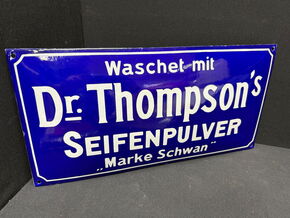 Waschet mit
Dr. Thompson's
SEIFENPULVER
„Marke Schwan"